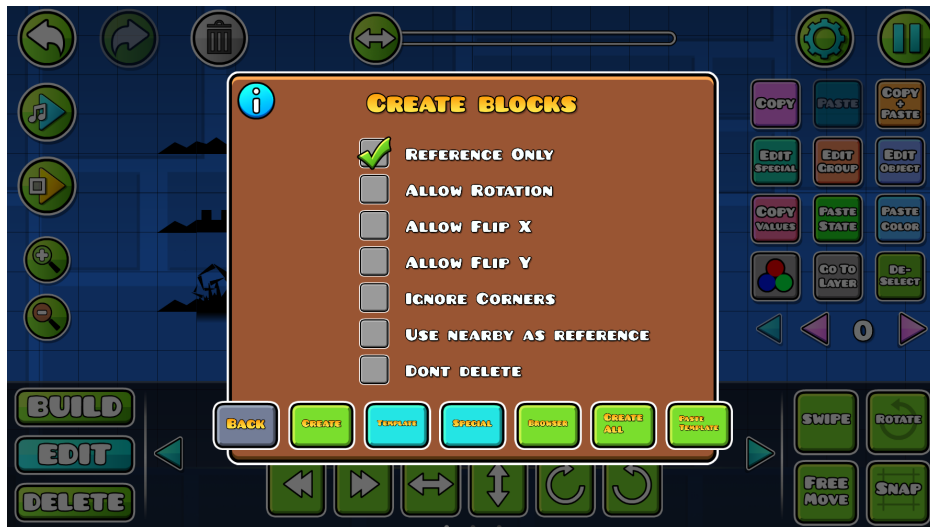 Create blocks
Reference Only
Allow Rotation
Allow Flip X
Allow Flip Y
Ignore Corners
Use nearby as reference
Dont delete
Back
Create
Template
Special
Browser
Create
All
Paste
Template
Copy
Paste
Copy
+
Paste
Edit
Special
Edit
Group
Edit
Object
Copy
Values
Paste
State
Paste
Color
Go To
Layer
De-
Select
0
Build
Edit
Delete
Swipe
Rotate
Free
Move
Snap